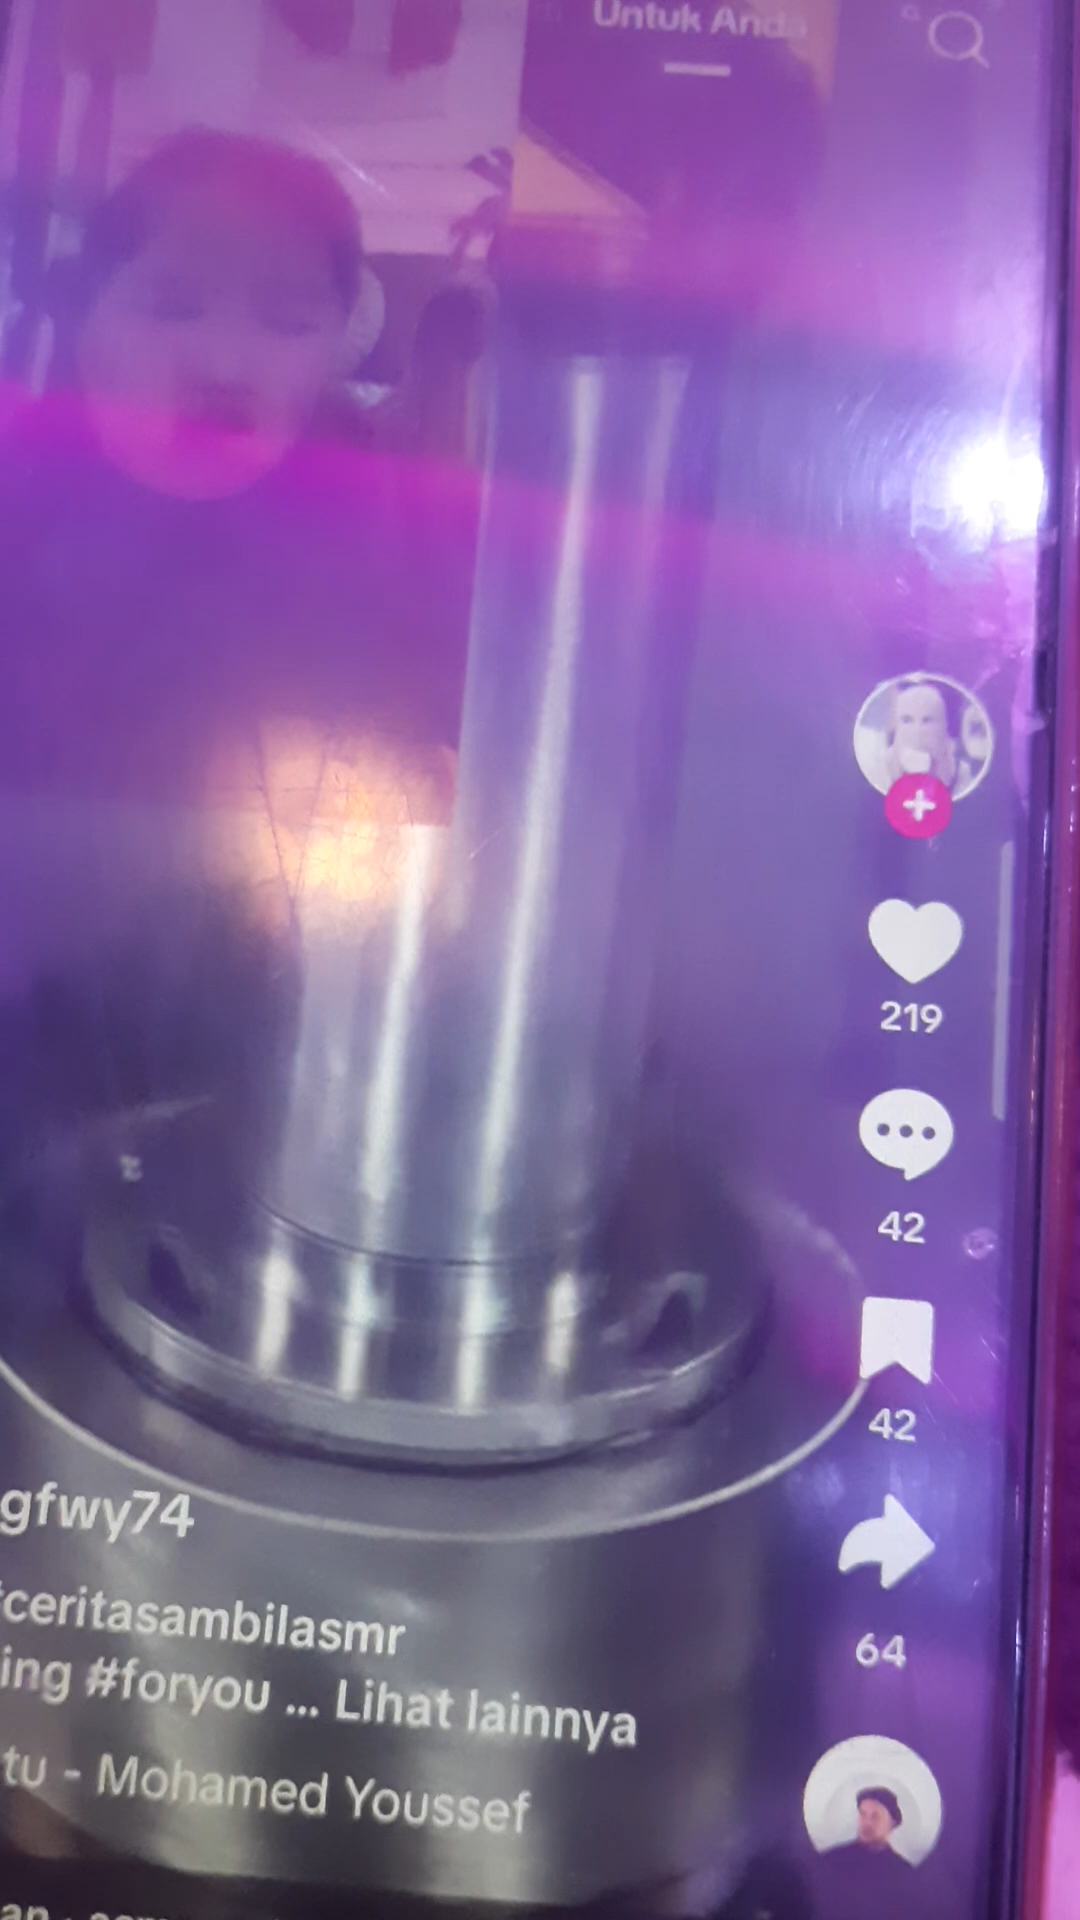 Untuk Anda
219
42
42
64
gfwy74
#ceritasambilasmr
ing #foryou ... Lihat lainnya
tu - Mohamed Youssef